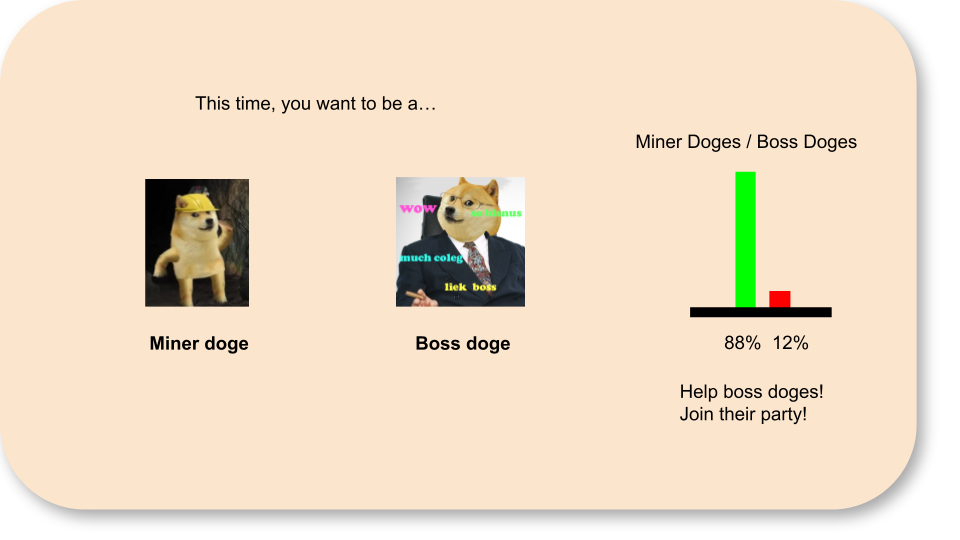 This time, you want to be a…
Miner Doges / Boss Doges
wow
much coleg
liek boss
Miner doge
Boss doge
88% 12%
Help boss doges!
Join their party!